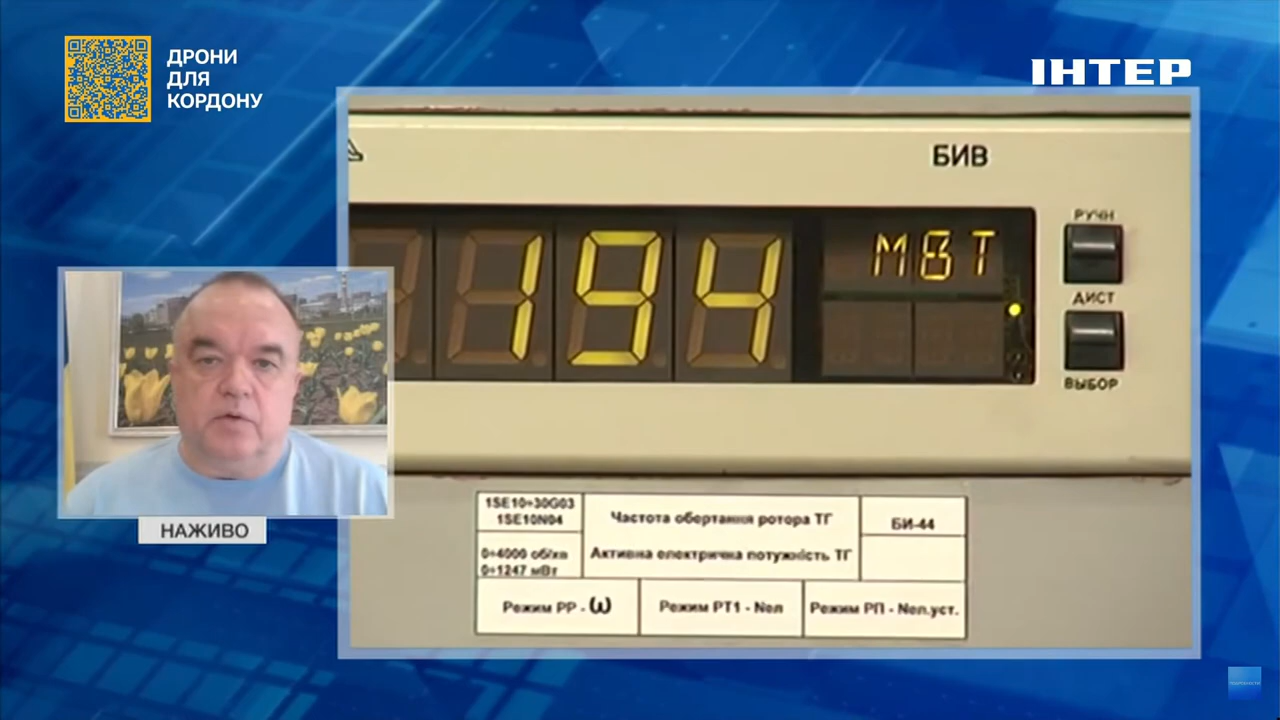 ДРОНИ
ДЛЯ
КОРДОНУ
ІНТЕР
БИВ
РУЧН
194 МВТ
ДИСТ
ВЫБОР
1SE10÷30G03
1SE10N04
Частота обертання ротора ТГ
БИ-44
0÷4000 об/хв
Активна електрична потужність ТГ
0÷1247 мВт
Режим РР - ω
Режим РТ1 - Nел
Режим РП - Nел.уст.
НАЖИВО